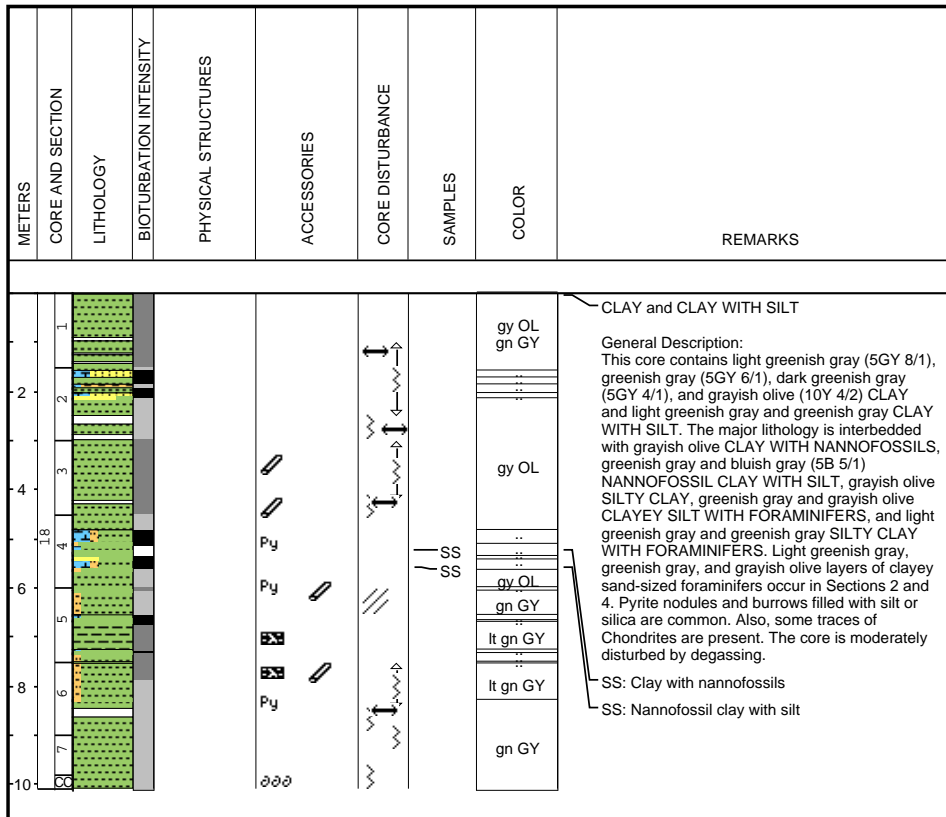 METERS
CORE AND SECTION
LITHOLOGY
BIOTURBATION INTENSITY
PHYSICAL STRUCTURES
ACCESSORIES
CORE DISTURBANCE
SAMPLES
COLOR
REMARKS
2
4
6
8
10
18
1
2
3
4
5
6
7
CC
Py
Py
Py
SS
SS
gy OL
gn GY
gy OL
gy OL
gn GY
lt gn GY
lt gn GY
gn GY
CLAY and CLAY WITH SILT
General Description:
This core contains light greenish gray (5GY 8/1),
greenish gray (5GY 6/1), dark greenish gray
(5GY 4/1), and grayish olive (10Y 4/2) CLAY
and light greenish gray and greenish gray CLAY
WITH SILT. The major lithology is interbedded
with grayish olive CLAY WITH NANNOFOSSILS,
greenish gray and bluish gray (5B 5/1)
NANNOFOSSIL CLAY WITH SILT, grayish olive
SILTY CLAY, greenish gray and grayish olive
CLAYEY SILT WITH FORAMINIFERS, and light
greenish gray and greenish gray SILTY CLAY
WITH FORAMINIFERS. Light greenish gray,
greenish gray, and grayish olive layers of clayey
sand-sized foraminifers occur in Sections 2 and
4. Pyrite nodules and burrows filled with silt or
silica are common. Also, some traces of
Chondrites are present. The core is moderately
disturbed by degassing.
SS: Clay with nannofossils
SS: Nannofossil clay with silt